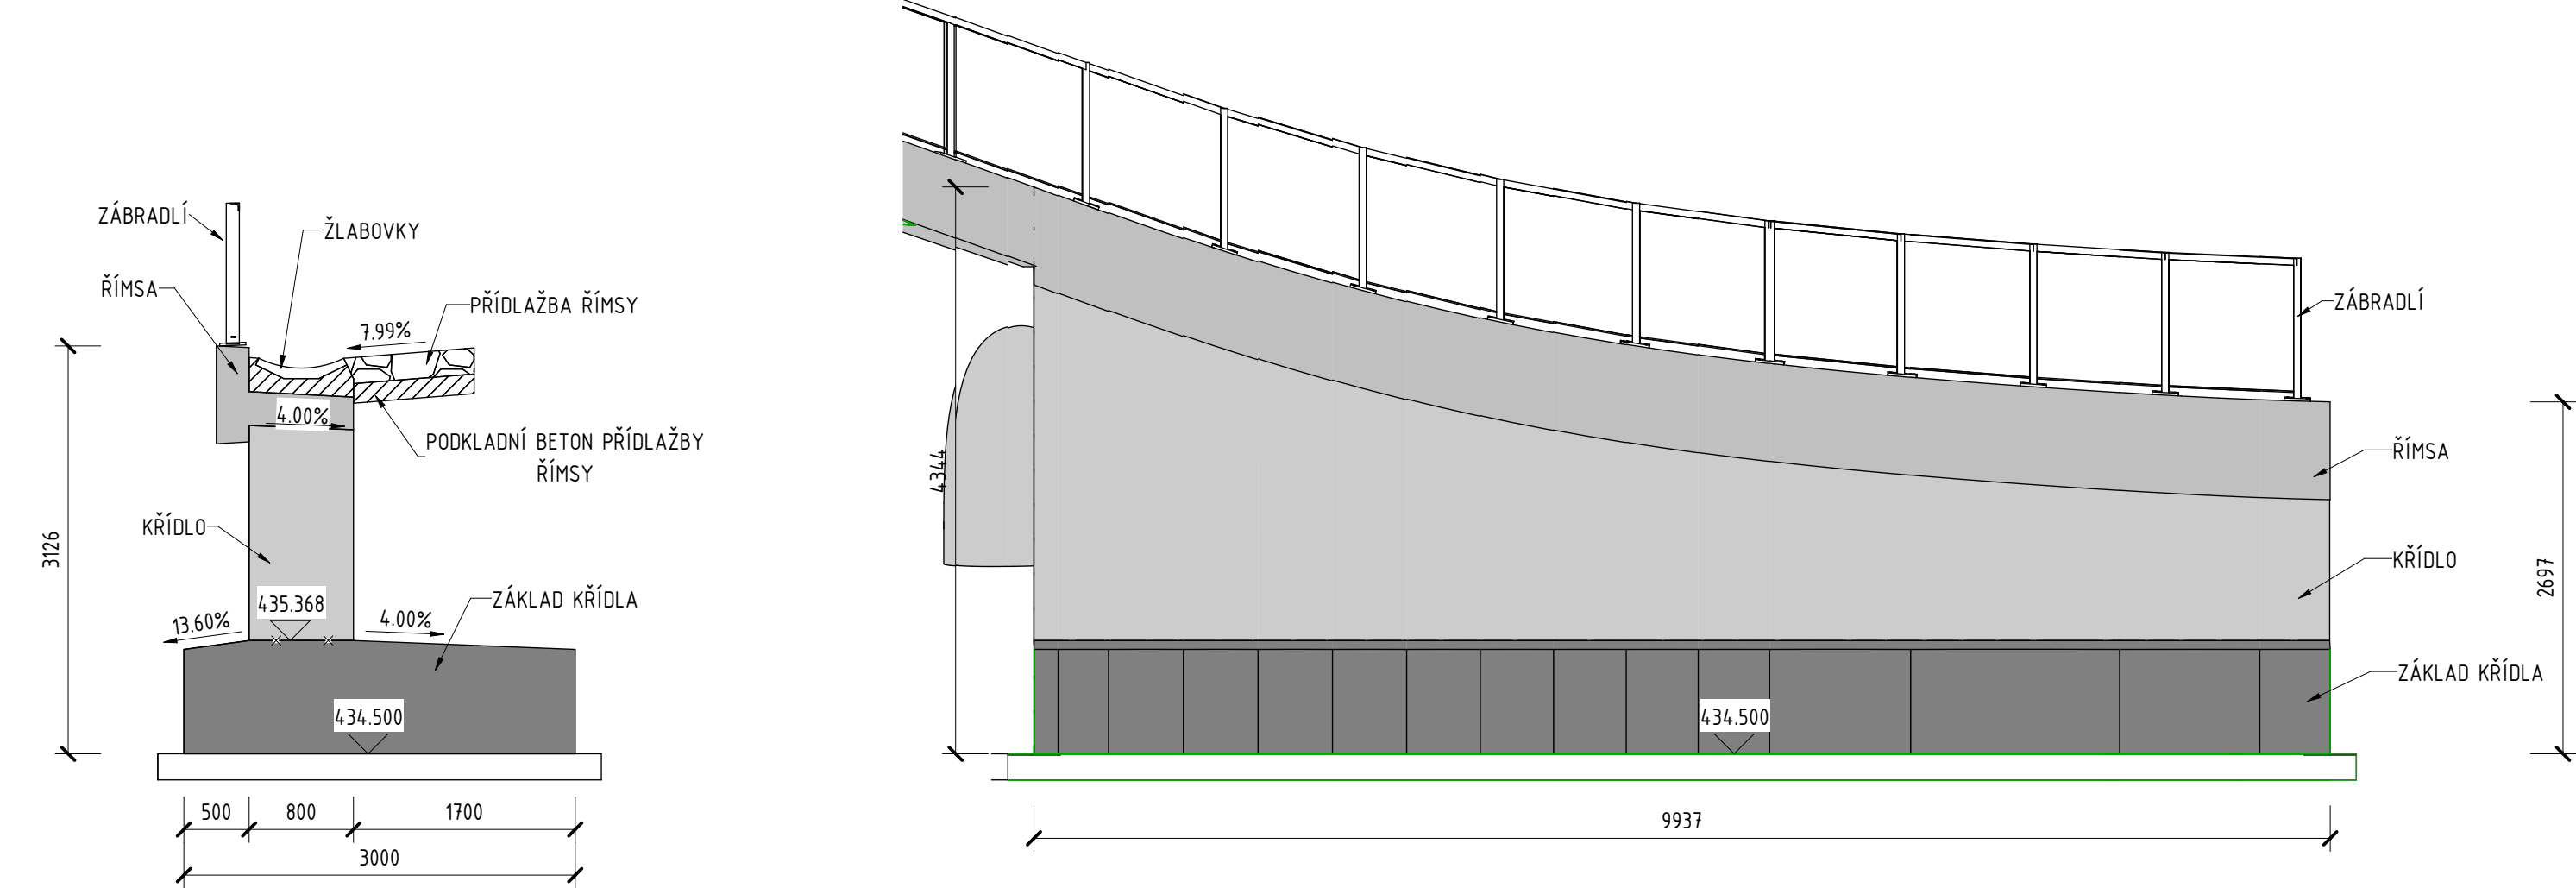 ZÁBRADLÍ
ŽLABOVKY
ŘÍMSA
PŘÍDLAŽBA ŘÍMSY
7.99%
4.00%
PODKLADNÍ BETON PŘÍDLAŽBY
ŘÍMSY
3126
KŘÍDLO
435.368
13.60%
4.00%
ZÁKLAD KŘÍDLA
434.500
500
800
1700
3000
4344
ZÁBRADLÍ
ŘÍMSA
KŘÍDLO
2697
ZÁKLAD KŘÍDLA
434.500
9937